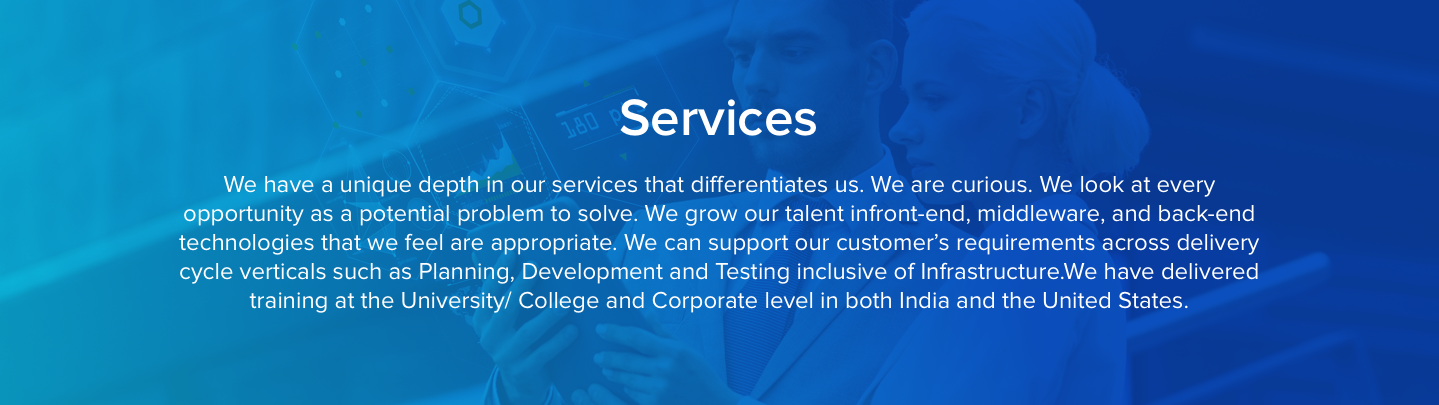 Services
180 p
We have a unique depth in our services that differentiates us. We are curious. We look at every
opportunity as a potential problem to solve. We grow our talent infront-end, middleware, and back-end
technologies that we feel are appropriate. We can support our customer’s requirements across delivery
cycle verticals such as Planning, Development and Testing inclusive of Infrastructure.We have delivered
training at the University/ College and Corporate level in both India and the United States.